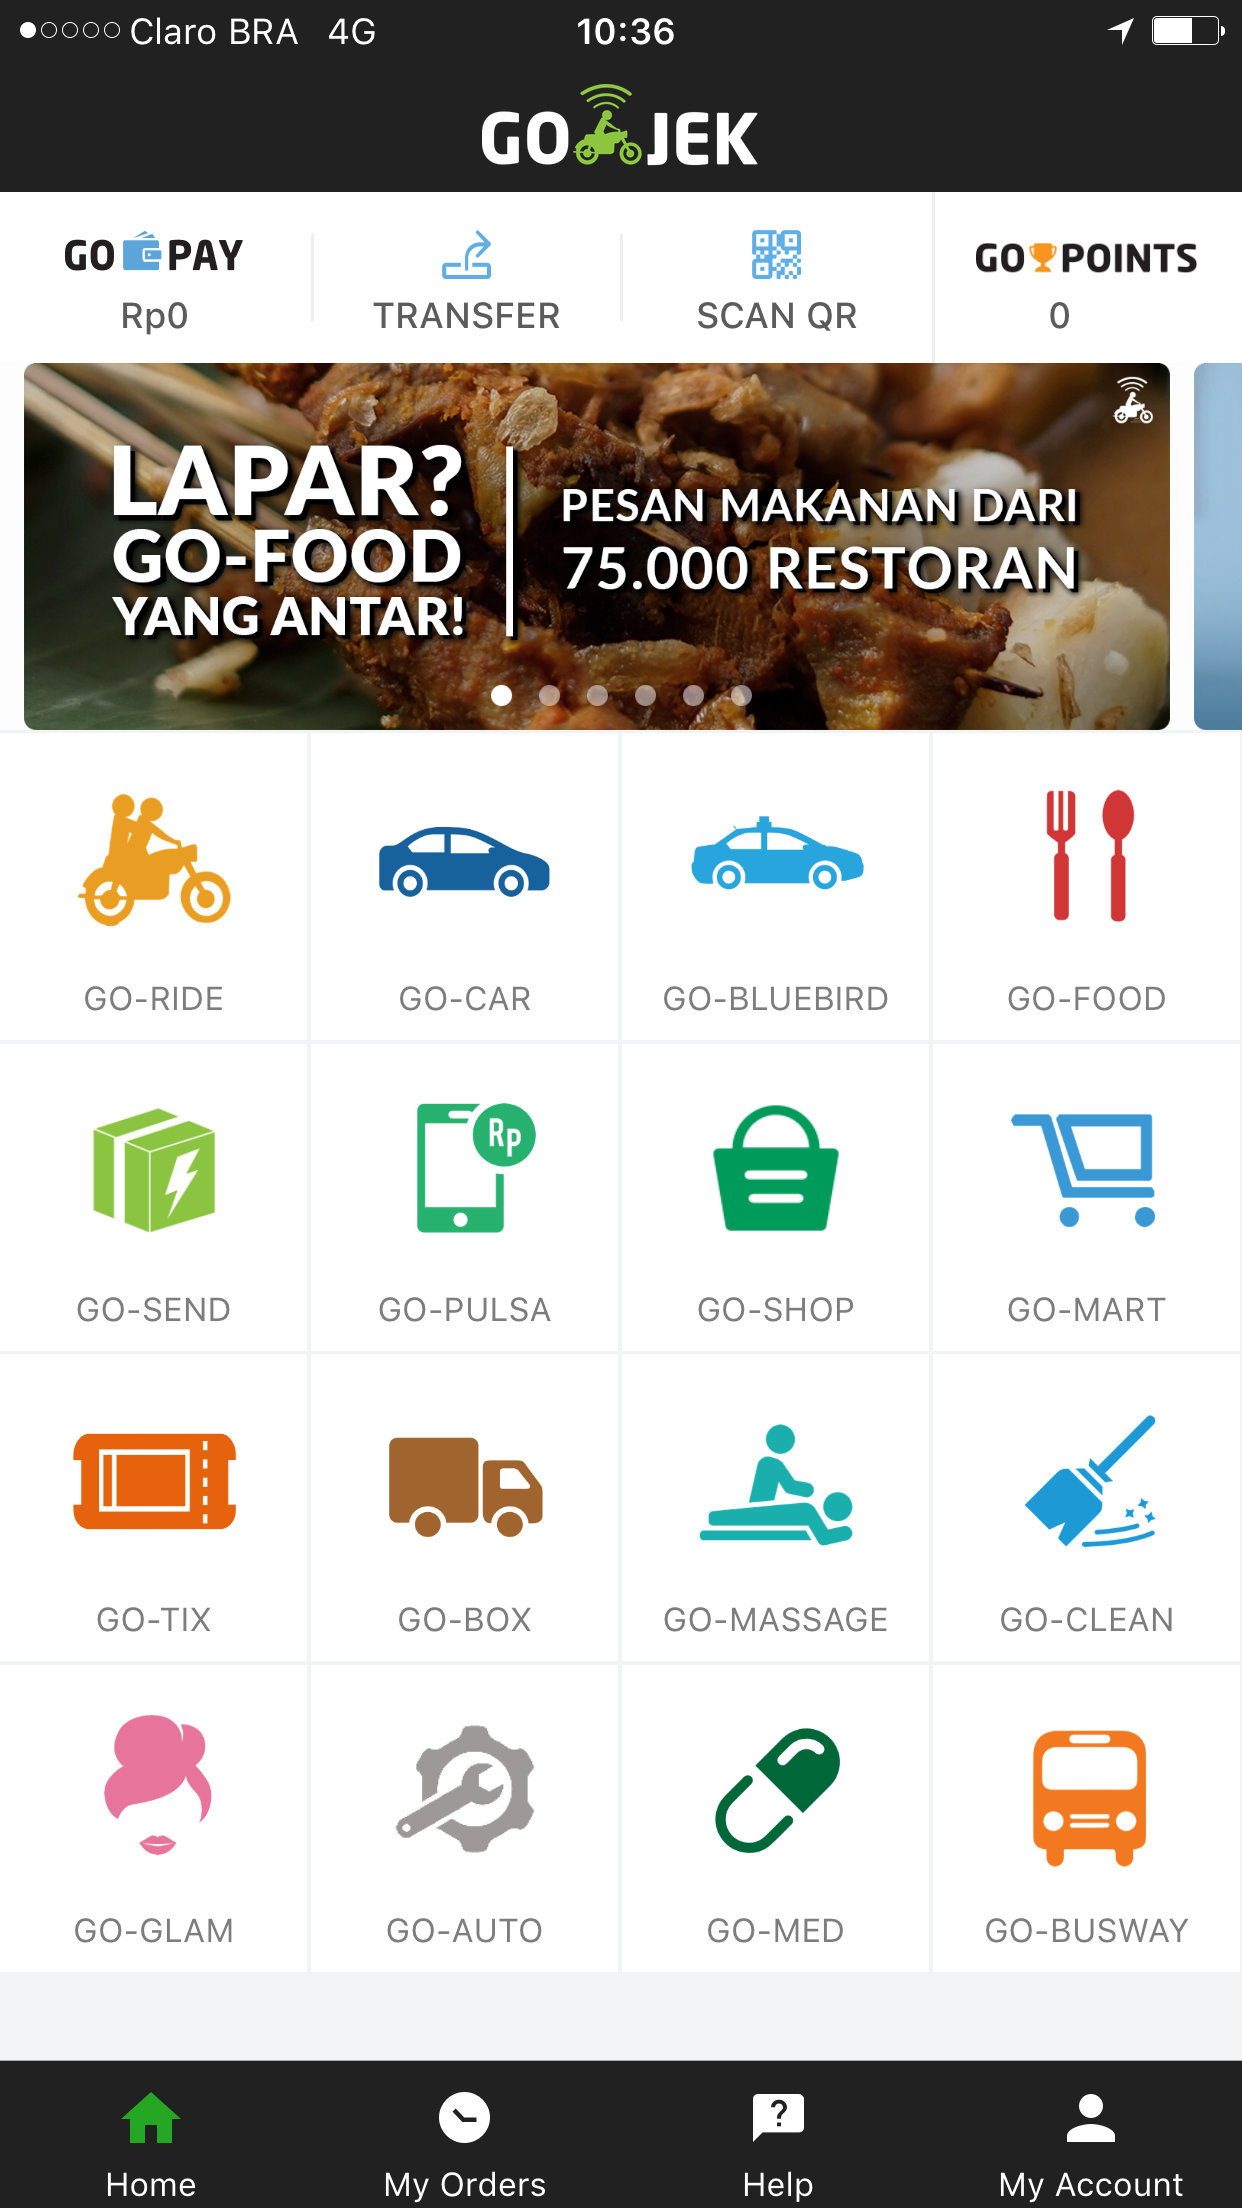 Claro BRA 4G 10:36
GO JEK
GO PAY
Rp0
TRANSFER
SCAN QR
GO POINTS
0
LAPAR?
GO-FOOD
YANG ANTAR!
PESAN MAKANAN DARI
75.000 RESTORAN
GO-RIDE
GO-CAR
GO-BLUEBIRD
GO-FOOD
Rp
GO-SEND
GO-PULSA
GO-SHOP
GO-MART
GO-TIX
GO-BOX
GO-MASSAGE
GO-CLEAN
GO-GLAM
GO-AUTO
GO-MED
GO-BUSWAY
?
Home
My Orders
Help
My Account